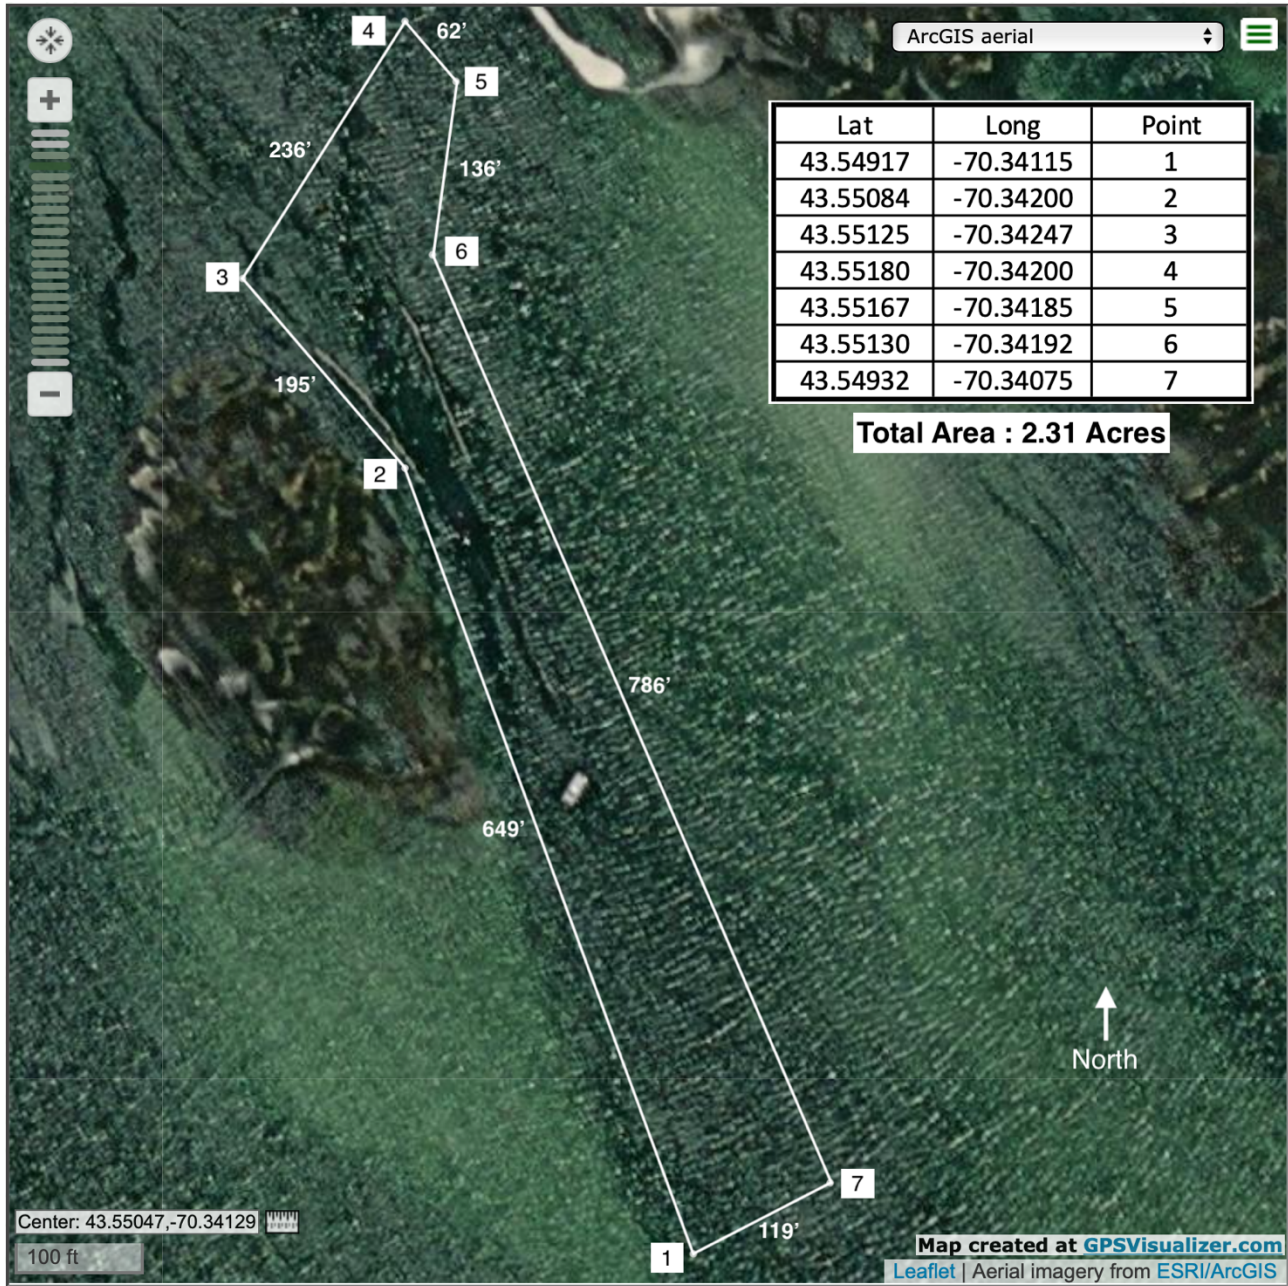 4
62'
ArcGIS aerial
5
236'
136'
Lat Long Point
43.54917 -70.34115 1
43.55084 -70.34200 2
43.55125 -70.34247 3
43.55180 -70.34200 4
43.55167 -70.34185 5
43.55130 -70.34192 6
43.54932 -70.34075 7
Total Area : 2.31 Acres
6
3
195'
2
786'
649'
North
7
119'
1
Center: 43.55047,-70.34129
100 ft
Map created at GPSVisualizer.com
Leaflet | Aerial imagery from ESRI/ArcGIS